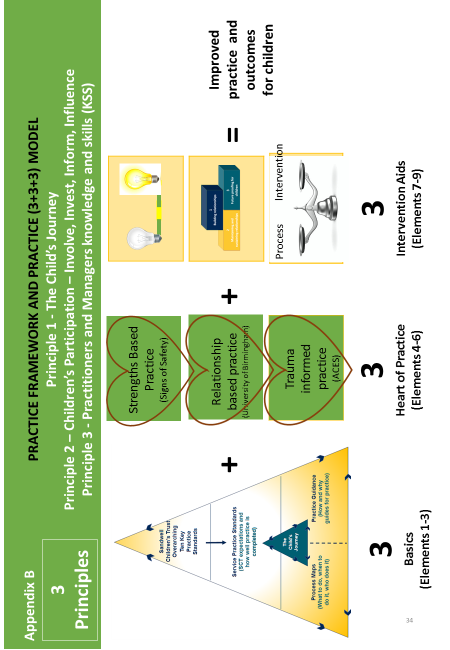 Appendix B
3
Principles
PRACTICE FRAMEWORK AND PRACTICE (3+3+3) MODEL
Principle 1 - The Child's Journey
Principle 2 – Children's Participation – Involve, Invest, Inform, Influence
Principle 3 - Practitioners and Managers knowledge and skills (KSS)
Sandwell
Children's Trust
Overarching
Ten Key
Practice
Standards
Service Practice Standards
(SCT expectations and
how well practice is
completed)
The
Child's
Journey
Process Maps
(What to do, when to
do it, who does it)
Practice Guidance
(How and why
guides for practice)
3
Basics
(Elements 1-3)
+
Strengths Based
Practice
(Signs of Safety)
Relationship
based practice
(University of Birmingham)
Trauma
informed
practice
(ACES)
3
Heart of Practice
(Elements 4-6)
+
Process
Intervention
3
Intervention Aids
(Elements 7-9)
=
Improved
practice and
outcomes
for children
34